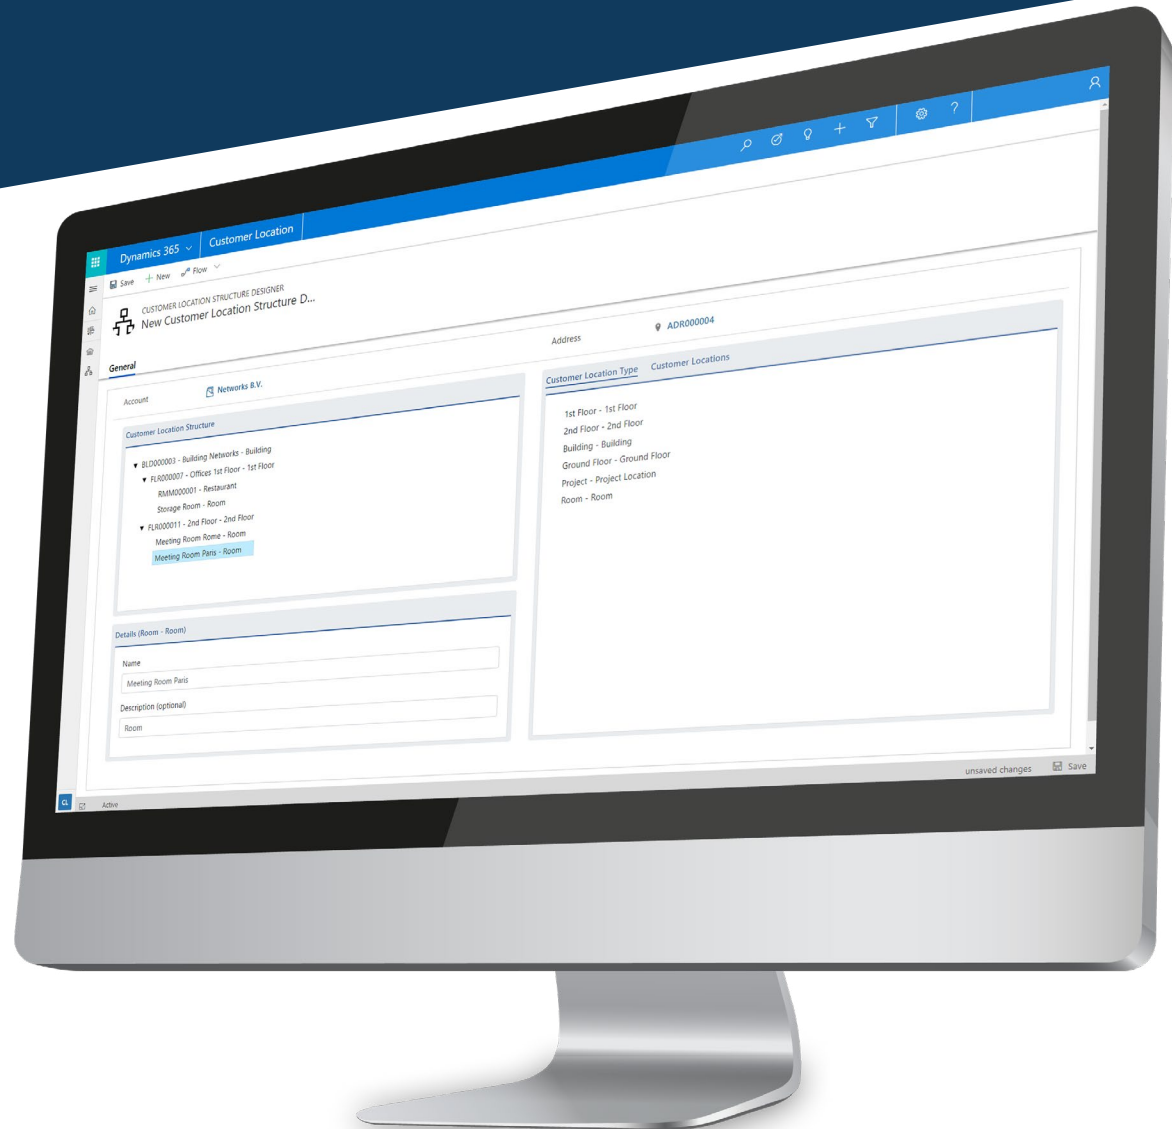 Dynamics 365 Customer Location ?
Save New Flow
CUSTOMER LOCATION STRUCTURE DESIGNER
New Customer Location Structure D...
General
Account Networks B.V. Address ADR000004
Customer Location Structure
BLD000003 - Building Networks - Building
FLR000007 - Offices 1st Floor - 1st Floor
RMM000001 - Restaurant
Storage Room - Room
FLR000011 - 2nd Floor - 2nd Floor
Meeting Room Rome - Room
Meeting Room Paris - Room
Customer Location Type Customer Locations
1st Floor - 1st Floor
2nd Floor - 2nd Floor
Building - Building
Ground Floor - Ground Floor
Project - Project Location
Room - Room
Details (Room - Room)
Name
Meeting Room Paris
Description (optional)
Room
CL Active unsaved changes Save